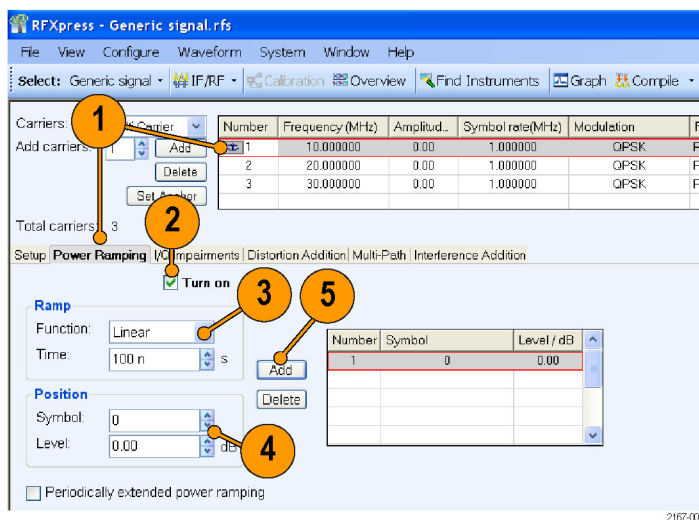 RFXpress - Generic signal.rfs
File View Configure Waveform System Window Help
Select: Generic signal IF/RF Calibration Overview Find Instruments Graph Compile
Carriers: Carrier
Number Frequency (MHz) Amplitud... Symbol rate(MHz) Modulation
Add carriers: Add
1 10.000000 0.00 1.000000 QPSK
Delete
2 20.000000 0.00 1.000000 QPSK
Set Anchor
3 30.000000 0.00 1.000000 QPSK
Total carriers: 3
Setup Power Ramping I/Q Impairments Distortion Addition Multi-Path Interference Addition
Turn on
Ramp
Function: Linear
Time: 100 n s
Add
Delete
Number Symbol Level / dB
1 0 0.00
Position
Symbol: 0
Level: 0.00 dB
Periodically extended power ramping
1
2
3
4
5
2167-00